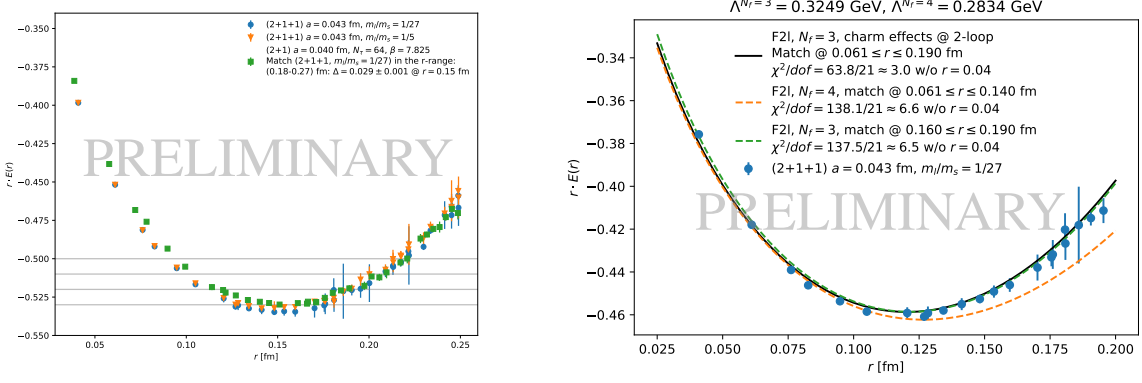 (2+1+1) a = 0.043 fm, m_l/m_s = 1/27
(2+1+1) a = 0.043 fm, m_l/m_s = 1/5
(2+1) a = 0.040 fm, N_T = 64, β = 7.825
Match (2+1+1, m_l/m_s = 1/27) in the r-range:
(0.18-0.27) fm: Δ = 0.029 ± 0.001 @ r = 0.15 fm
PRELIMINARY
r · E(r)
−0.350
−0.375
−0.400
−0.425
−0.450
−0.475
−0.500
−0.525
−0.550
0.05 0.10 0.15 0.20 0.25
r [fm]
Λ^{N_f = 3} = 0.3249 GeV, Λ^{N_f = 4} = 0.2834 GeV
F2l, N_f = 3, charm effects @ 2-loop
Match @ 0.061 ≤ r ≤ 0.190 fm
χ²/dof = 63.8/21 ≈ 3.0 w/o r = 0.04
F2l, N_f = 4, match @ 0.061 ≤ r ≤ 0.140 fm
χ²/dof = 138.1/21 ≈ 6.6 w/o r = 0.04
F2l, N_f = 3, match @ 0.160 ≤ r ≤ 0.190 fm
χ²/dof = 137.5/21 ≈ 6.5 w/o r = 0.04
(2+1+1) a = 0.043 fm, m_l/m_s = 1/27
PRELIMINARY
r · E(r)
−0.34
−0.36
−0.38
−0.40
−0.42
−0.44
−0.46
0.025 0.050 0.075 0.100 0.125 0.150 0.175 0.200
r [fm]